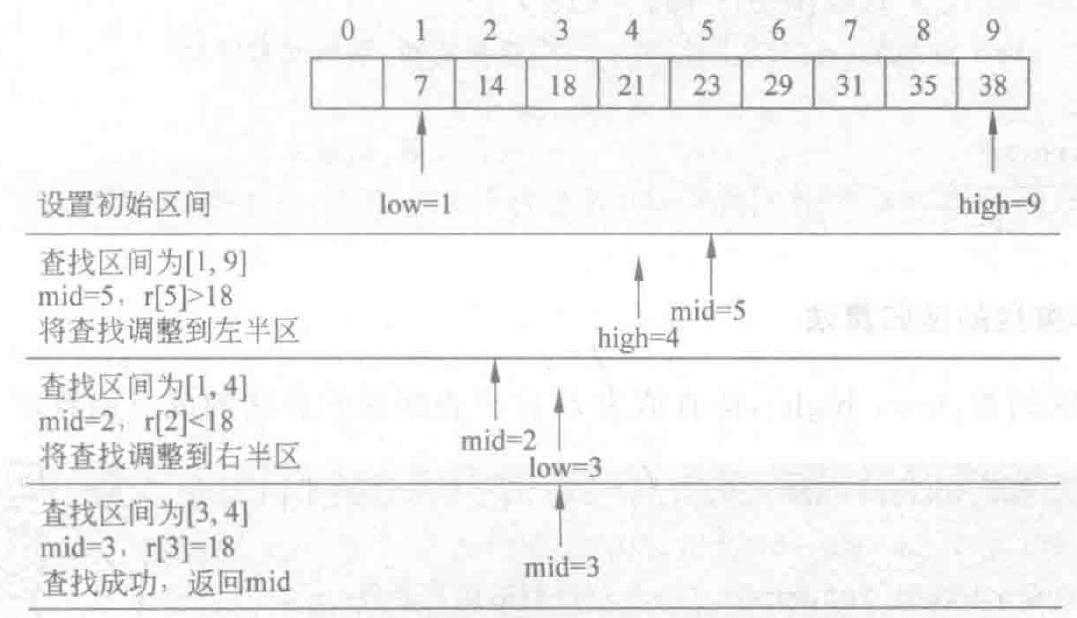 0 1 2 3 4 5 6 7 8 9
7 14 18 21 23 29 31 35 38
设置初始区间 low=1 high=9
查找区间为[1, 9]
mid=5，r[5]>18
将查找调整到左半区
mid=5
high=4
查找区间为[1, 4]
mid=2，r[2]<18
将查找调整到右半区
mid=2
low=3
查找区间为[3, 4]
mid=3，r[3]=18
查找成功，返回mid
mid=3